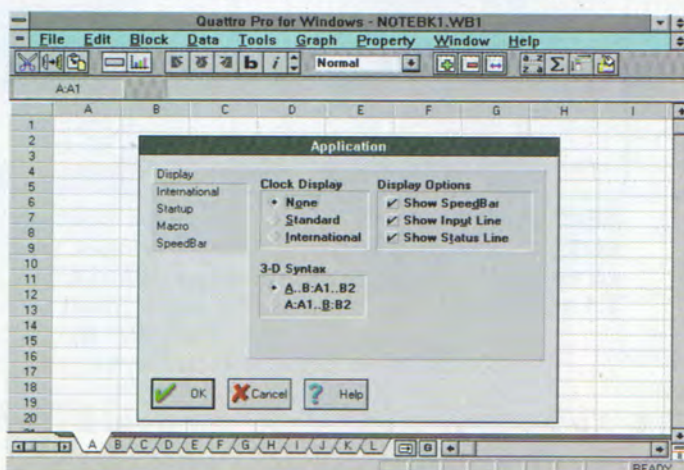 Quattro Pro for Windows - NOTEBK1.WB1
File Edit Block Data Tools Graph Property Window Help
b i Normal a..z z..a Σ
A:A1
A B C D E F G H I
1
2
3
4
5
6
7
8
9
10
11
12
13
14
15
16
17
18
19
20
Application
Display
International
Startup
Macro
SpeedBar
Clock Display
None
Standard
International
Display Options
Show SpeedBar
Show Input Line
Show Status Line
3-D Syntax
A..B:A1..B2
A:A1..B:B2
OK Cancel Help
A B C D E F G H I J K L G
READY